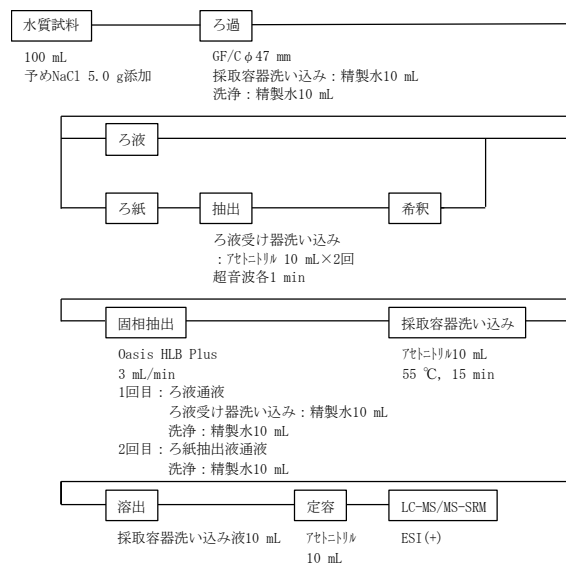 水質試料
ろ過
100 mL
予めNaCl 5.0 g添加
GF/Cφ47 mm
採取容器洗い込み：精製水10 mL
洗浄：精製水10 mL
ろ液
ろ紙
抽出
希釈
ろ液受け器洗い込み
：ｱｾﾄﾆﾄﾘﾙ 10 mL×2回
超音波各1 min
固相抽出
採取容器洗い込み
Oasis HLB Plus
3 mL/min
1回目：ろ液通液
ろ液受け器洗い込み：精製水10 mL
洗浄：精製水10 mL
2回目：ろ紙抽出液通液
洗浄：精製水10 mL
ｱｾﾄﾆﾄﾘﾙ10 mL
55 ℃, 15 min
溶出
定容
LC-MS/MS-SRM
採取容器洗い込み液10 mL
ｱｾﾄﾆﾄﾘﾙ
10 mL
ESI(+)